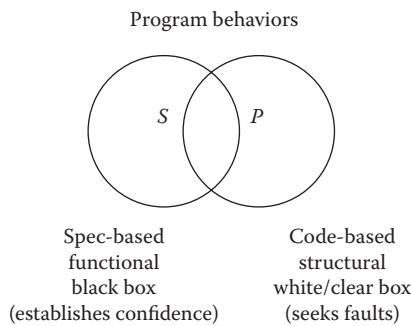 Program behaviors
S P
Spec-based
functional
black box
(establishes confidence)
Code-based
structural
white/clear box
(seeks faults)